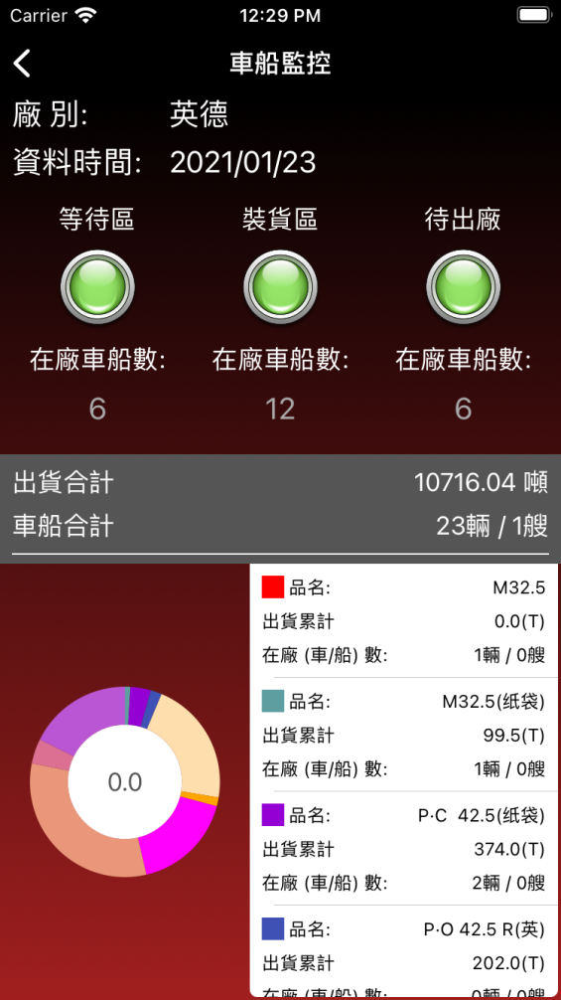 Carrier 12:29 PM
車船監控
廠 別: 英德
資料時間: 2021/01/23
等待區 裝貨區 待出廠
在廠車船數: 在廠車船數: 在廠車船數:
6 12 6
出貨合計 10716.04 噸
車船合計 23輛 / 1艘
品名: M32.5
出貨累計 0.0(T)
在廠 (車/船) 數: 1輛 / 0艘
品名: M32.5(纸袋)
出貨累計 99.5(T)
在廠 (車/船) 數: 1輛 / 0艘
0.0
品名: P·C 42.5(纸袋)
出貨累計 374.0(T)
在廠 (車/船) 數: 2輛 / 0艘
品名: P·O 42.5 R(英)
出貨累計 202.0(T)
在廠 (車/船) 數: 0輛 / 0艘